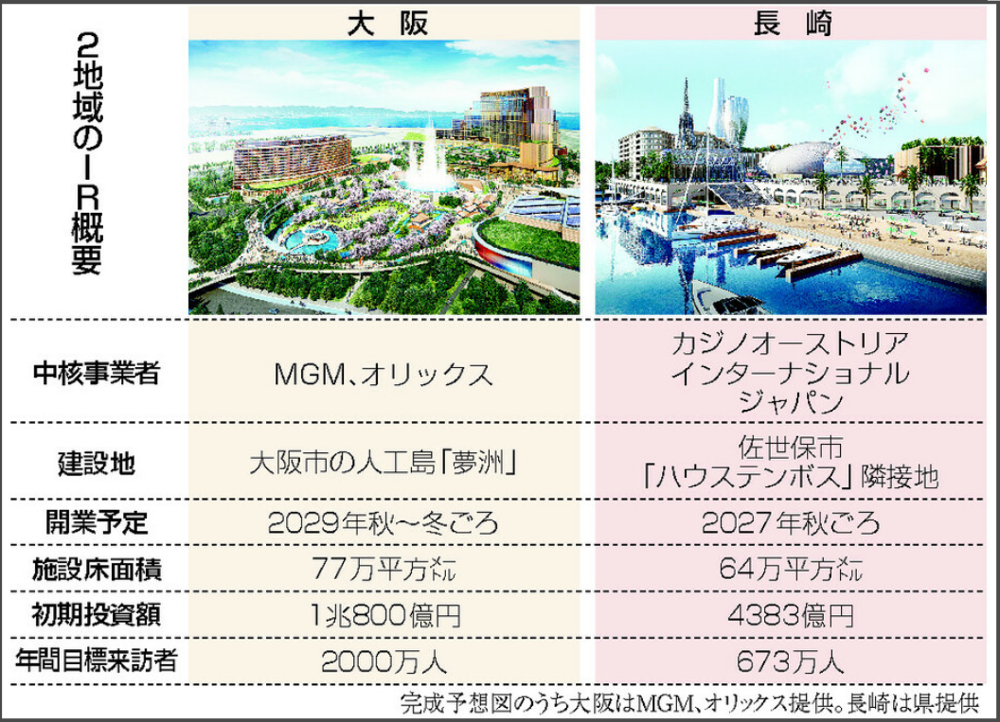 2地域のIR概要
大阪
長崎
中核事業者
MGM、オリックス
カジノオーストリア
インターナショナル
ジャパン
建設地
大阪市の人工島「夢洲」
佐世保市
「ハウステンボス」隣接地
開業予定
2029年秋〜冬ごろ
2027年秋ごろ
施設床面積
77万平方㍍
64万平方㍍
初期投資額
1兆800億円
4383億円
年間目標来訪者
2000万人
673万人
完成予想図のうち大阪はMGM、オリックス提供。長崎は県提供